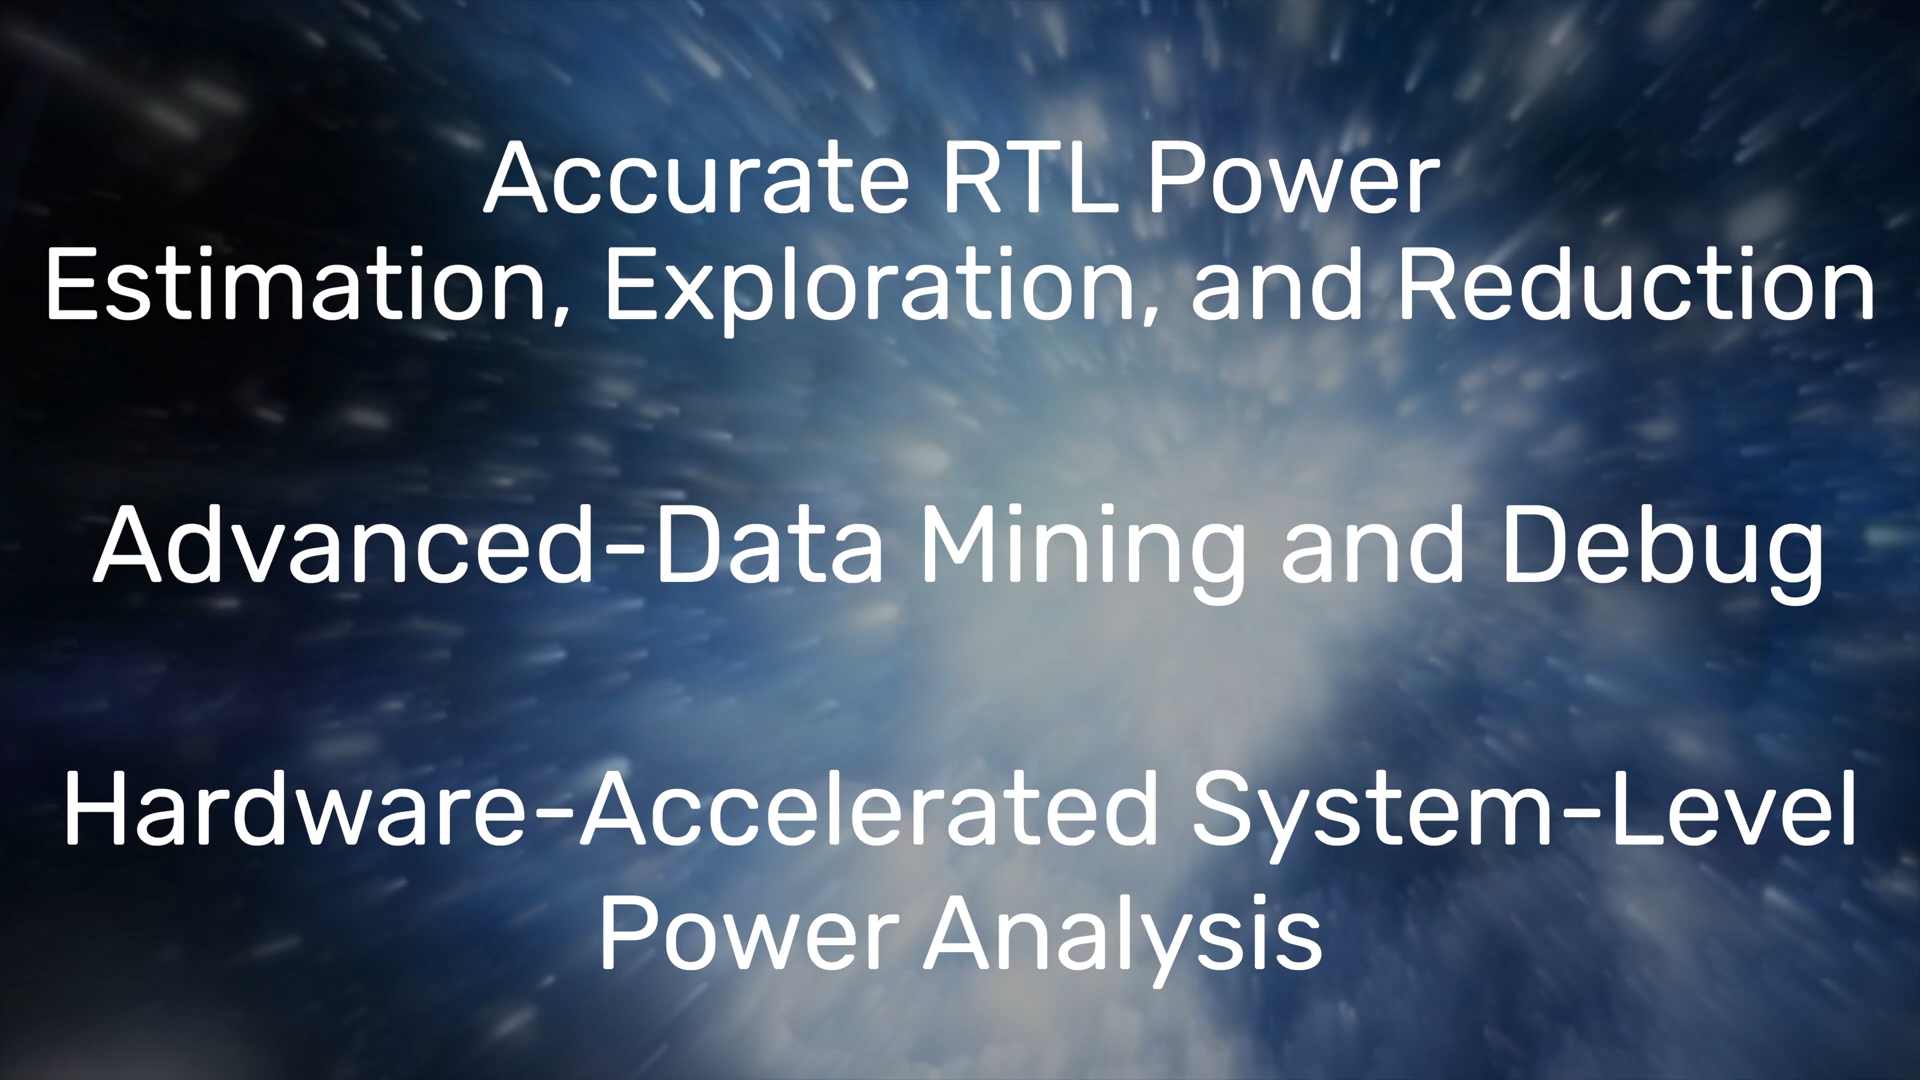 Accurate RTL Power
Estimation, Exploration, and Reduction
Advanced-Data Mining and Debug
Hardware-Accelerated System-Level
Power Analysis